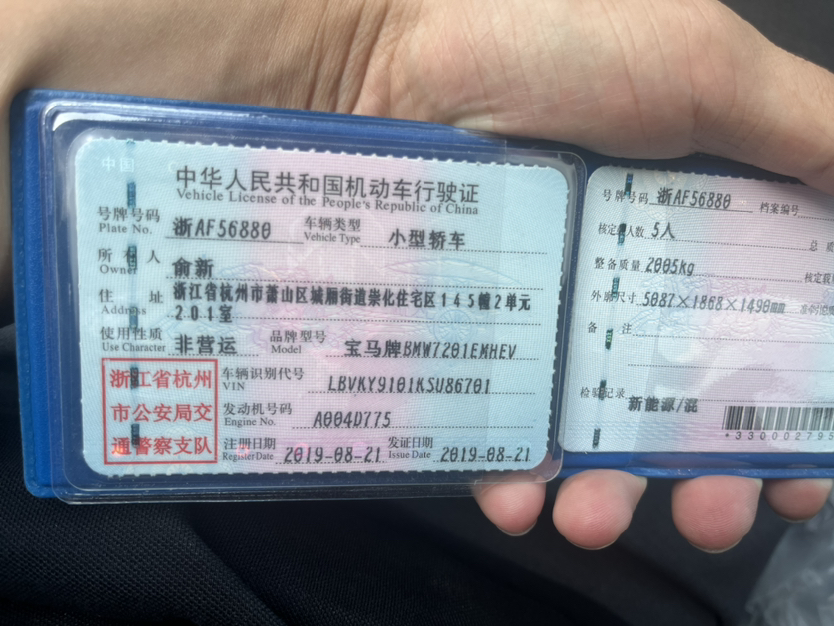 中国
中华人民共和国机动车行驶证
Vehicle License of the People's Republic of China
号牌号码 浙AF56880 车辆类型 小型轿车
Plate No. Vehicle Type
所有人 俞新
Owner
住址 浙江省杭州市萧山区城厢街道崇化住宅区145幢2单元
Address 201室
使用性质 非营运 品牌型号 宝马牌BMW7201EMHEV
Use Character Model
浙江省杭州
市公安局交
通警察支队
车辆识别代号 LBVKY9101KSU86701
VIN
发动机号码 A004D775
Engine No.
注册日期 2019-08-21 发证日期 2019-08-21
Register Date Issue Date
号牌号码 浙AF56880 档案编号
核定载人数 5人 总质
整备质量 2005kg 核定载
外廓尺寸 5087×1868×1490mm
备注
检验记录
新能源/混